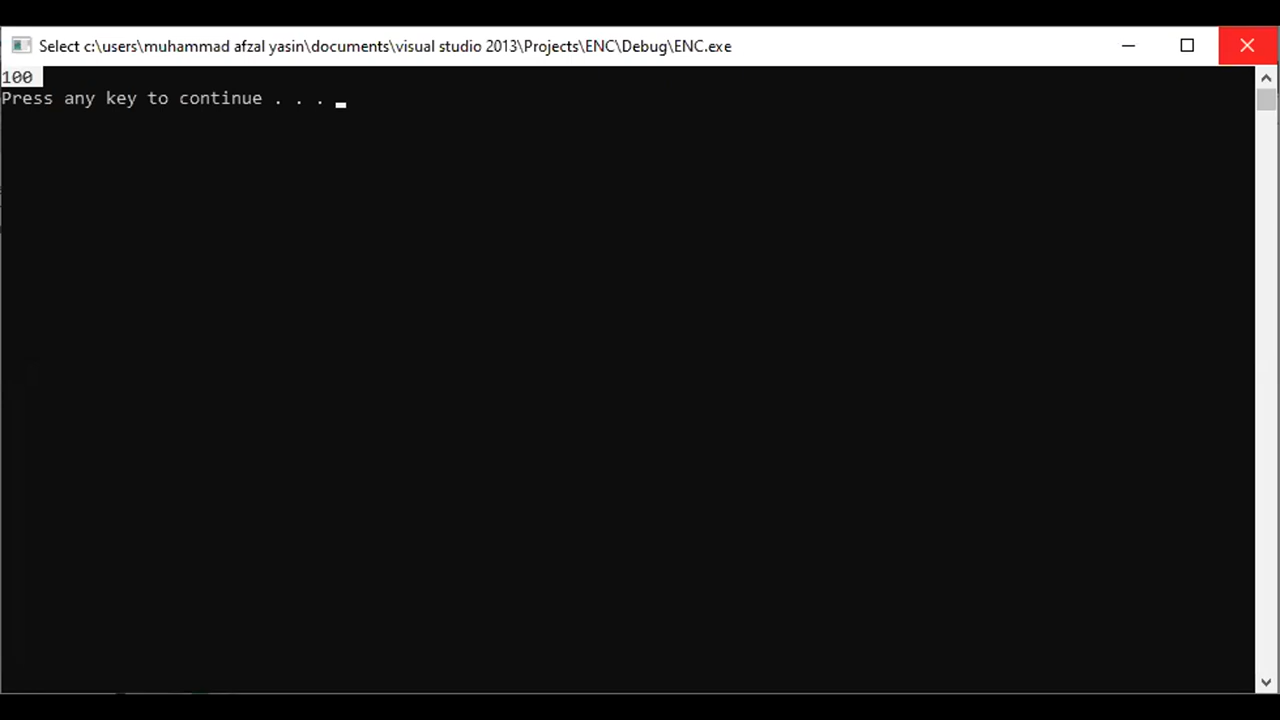 Select c:\users\muhammad afzal yasin\documents\visual studio 2013\Projects\ENC\Debug\ENC.exe
100
Press any key to continue . . .